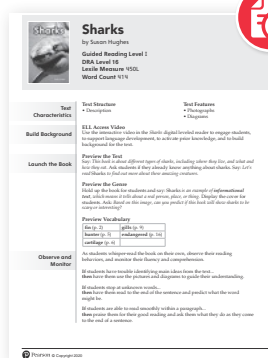 Sharks
Sharks
by Susan Hughes
Guided Reading Level I
DRA Level 18
Lexile Measure 450L
Word Count 414
Text
Characteristics
Text Structure
• Description
Text Features
• Photographs
• Diagrams
Build Background
ELL Access Video
Use the interactive video in the Sharks digital leveled reader to engage students,
to support language development, to activate prior knowledge, and to build
background for the text.
Launch the Book
Preview the Text
Say: This book is about different types of sharks, including where they live, and what and
how they eat. Ask students if they already know anything about sharks. Say: Let's
read Sharks to find out more about these amazing creatures.
Preview the Genre
Hold up the book for students and say: Sharks is an example of informational
text, which means it tells about a real person, place, or thing. Display the cover for
students. Ask: Based on this image, can you predict if this book will show sharks to be
scary or interesting?
Preview Vocabulary
fin (p. 2)
gills (p. 9)
hunter (p. 5)
endangered (p. 16)
cartilage (p. 6)
Observe and
Monitor
As students whisper-read the book on their own, observe their reading
behaviors, and monitor their fluency and comprehension.
If students have trouble identifying main ideas from the text...
then have them use the pictures and diagrams to guide their understanding.
If students stop at unknown words...
then have them read to the end of the sentence and predict what the word
might be.
If students are able to read smoothly within a paragraph...
then praise them for their good reading and ask them what they do as they come
to the end of a sentence
Pearson © Copyright 2020